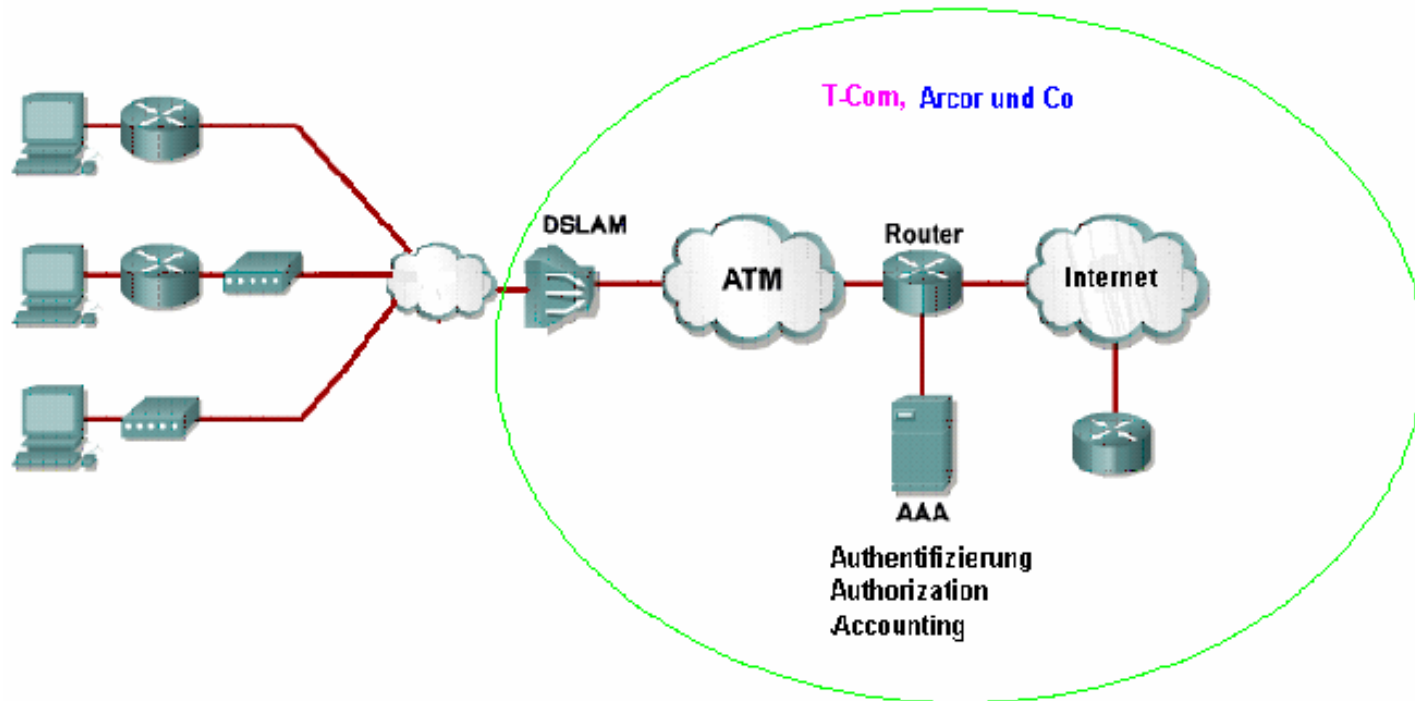 T-Com, Arcor und Co
DSLAM
Router
ATM
Internet
AAA
Authentifizierung
Authorization
Accounting